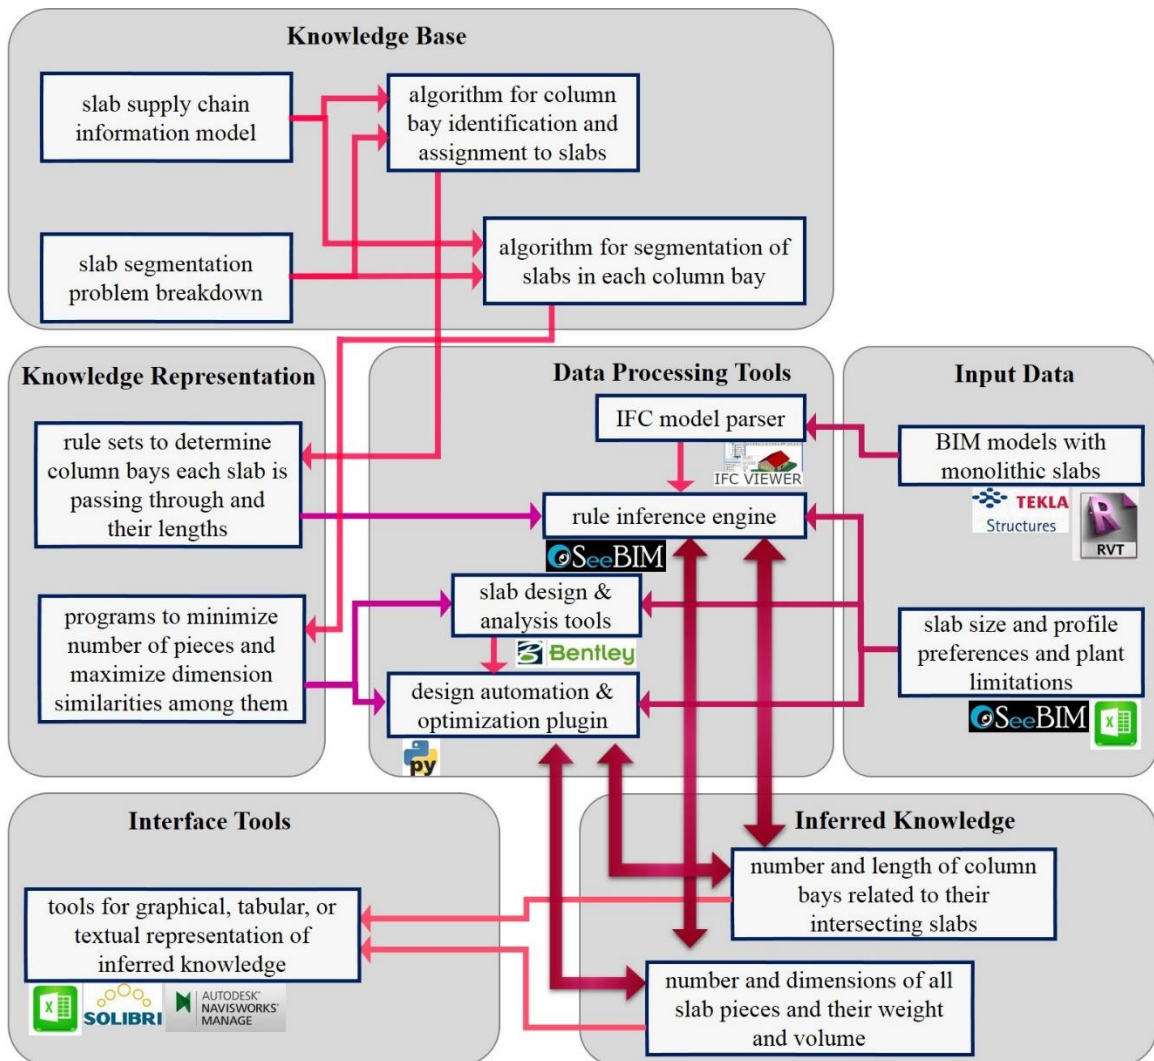 Knowledge Base
slab supply chain
information model
algorithm for column
bay identification and
assignment to slabs
slab segmentation
problem breakdown
algorithm for segmentation of
slabs in each column bay
Knowledge Representation
rule sets to determine
column bays each slab is
passing through and
their lengths
programs to minimize
number of pieces and
maximize dimension
similarities among them
Data Processing Tools
IFC model parser
IFC VIEWER
rule inference engine
SeeBIM
slab design &
analysis tools
Bentley
design automation &
optimization plugin
py
Input Data
BIM models with
monolithic slabs
TEKLA
Structures
R
RVT
slab size and profile
preferences and plant
limitations
SeeBIM
X
Interface Tools
tools for graphical, tabular, or
textual representation of
inferred knowledge
X
SOLIBRI
AUTODESK®
NAVISWORKS®
MANAGE
Inferred Knowledge
number and length of column
bays related to their
intersecting slabs
number and dimensions of all
slab pieces and their weight
and volume